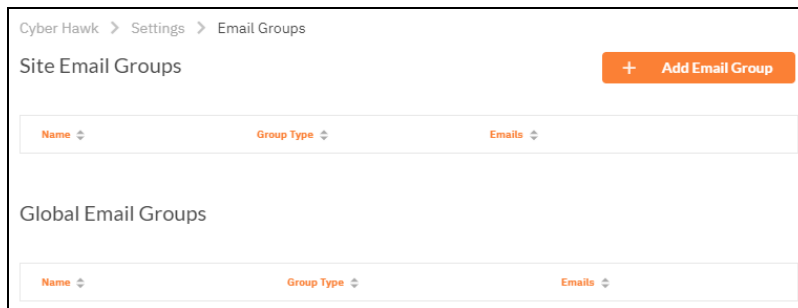 Cyber Hawk > Settings > Email Groups
Site Email Groups
+ Add Email Group
Name Group Type Emails
Global Email Groups
Name Group Type Emails